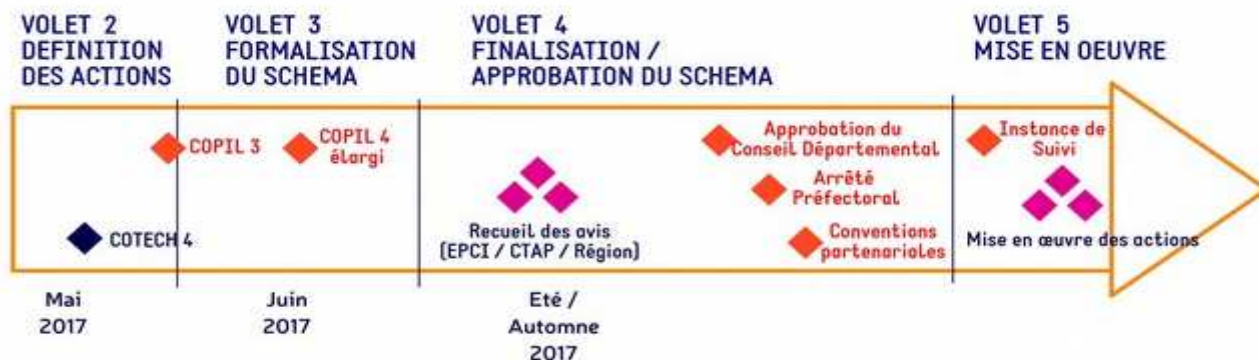 VOLET 2
DEFINITION
DES ACTIONS
VOLET 3
FORMALISATION
DU SCHEMA
VOLET 4
FINALISATION /
APPROBATION DU SCHEMA
VOLET 5
MISE EN OEUVRE
COPIL 3
COPIL 4
élargi
Approbation du
Conseil Départemental
Instance de
Suivi
Arrêté
Préfectoral
COTECH 4
Recueil des avis
(EPCI / CTAP / Région)
Conventions
partenariales
Mise en œuvre des actions
Mai
2017
Juin
2017
Eté /
Automne
2017